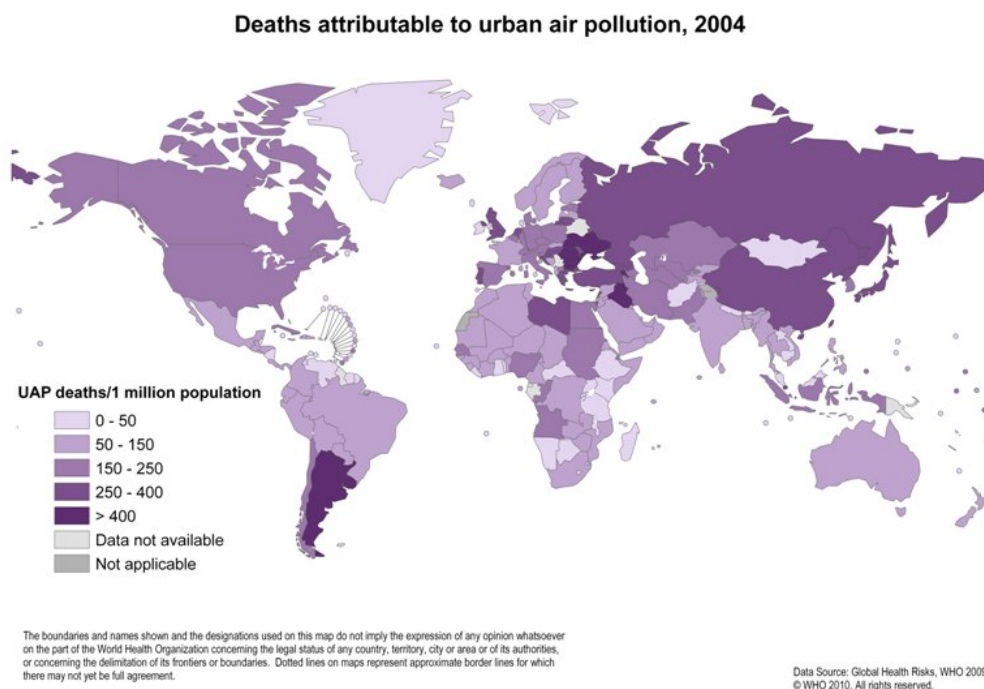 Deaths attributable to urban air pollution, 2004
UAP deaths/1 million population
0 - 50
50 - 150
150 - 250
250 - 400
> 400
Data not available
Not applicable
The boundaries and names shown and the designations used on this map do not imply the expression of any opinion whatsoever
on the part of the World Health Organization concerning the legal status of any country, territory, city or area or of its authorities,
or concerning the delimitation of its frontiers or boundaries. Dotted lines on maps represent approximate border lines for which
there may not yet be full agreement.
Data Source: Global Health Risks, WHO 2009
© WHO 2010. All rights reserved.